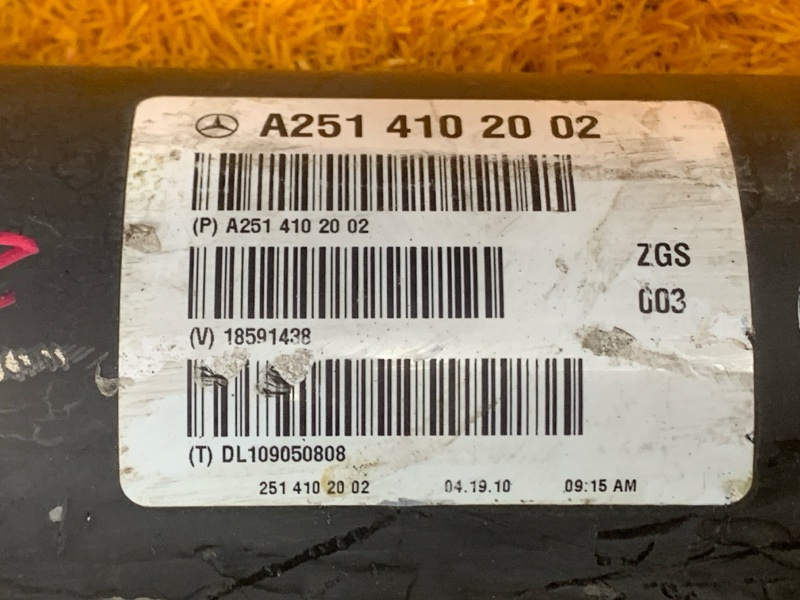 A251 410 20 02
(P) A251 410 20 02
ZGS
003
(V) 18591438
(T) DL109050808
251 410 20 02 04.19.10 09:15 AM